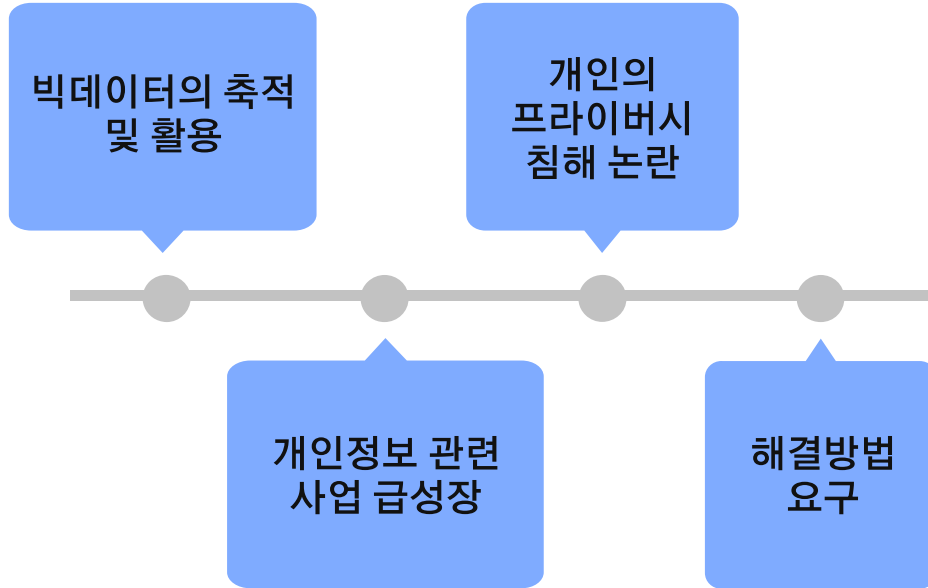 빅데이터의 축적
및 활용
개인정보 관련
사업 급성장
개인의
프라이버시
침해 논란
해결방법
요구